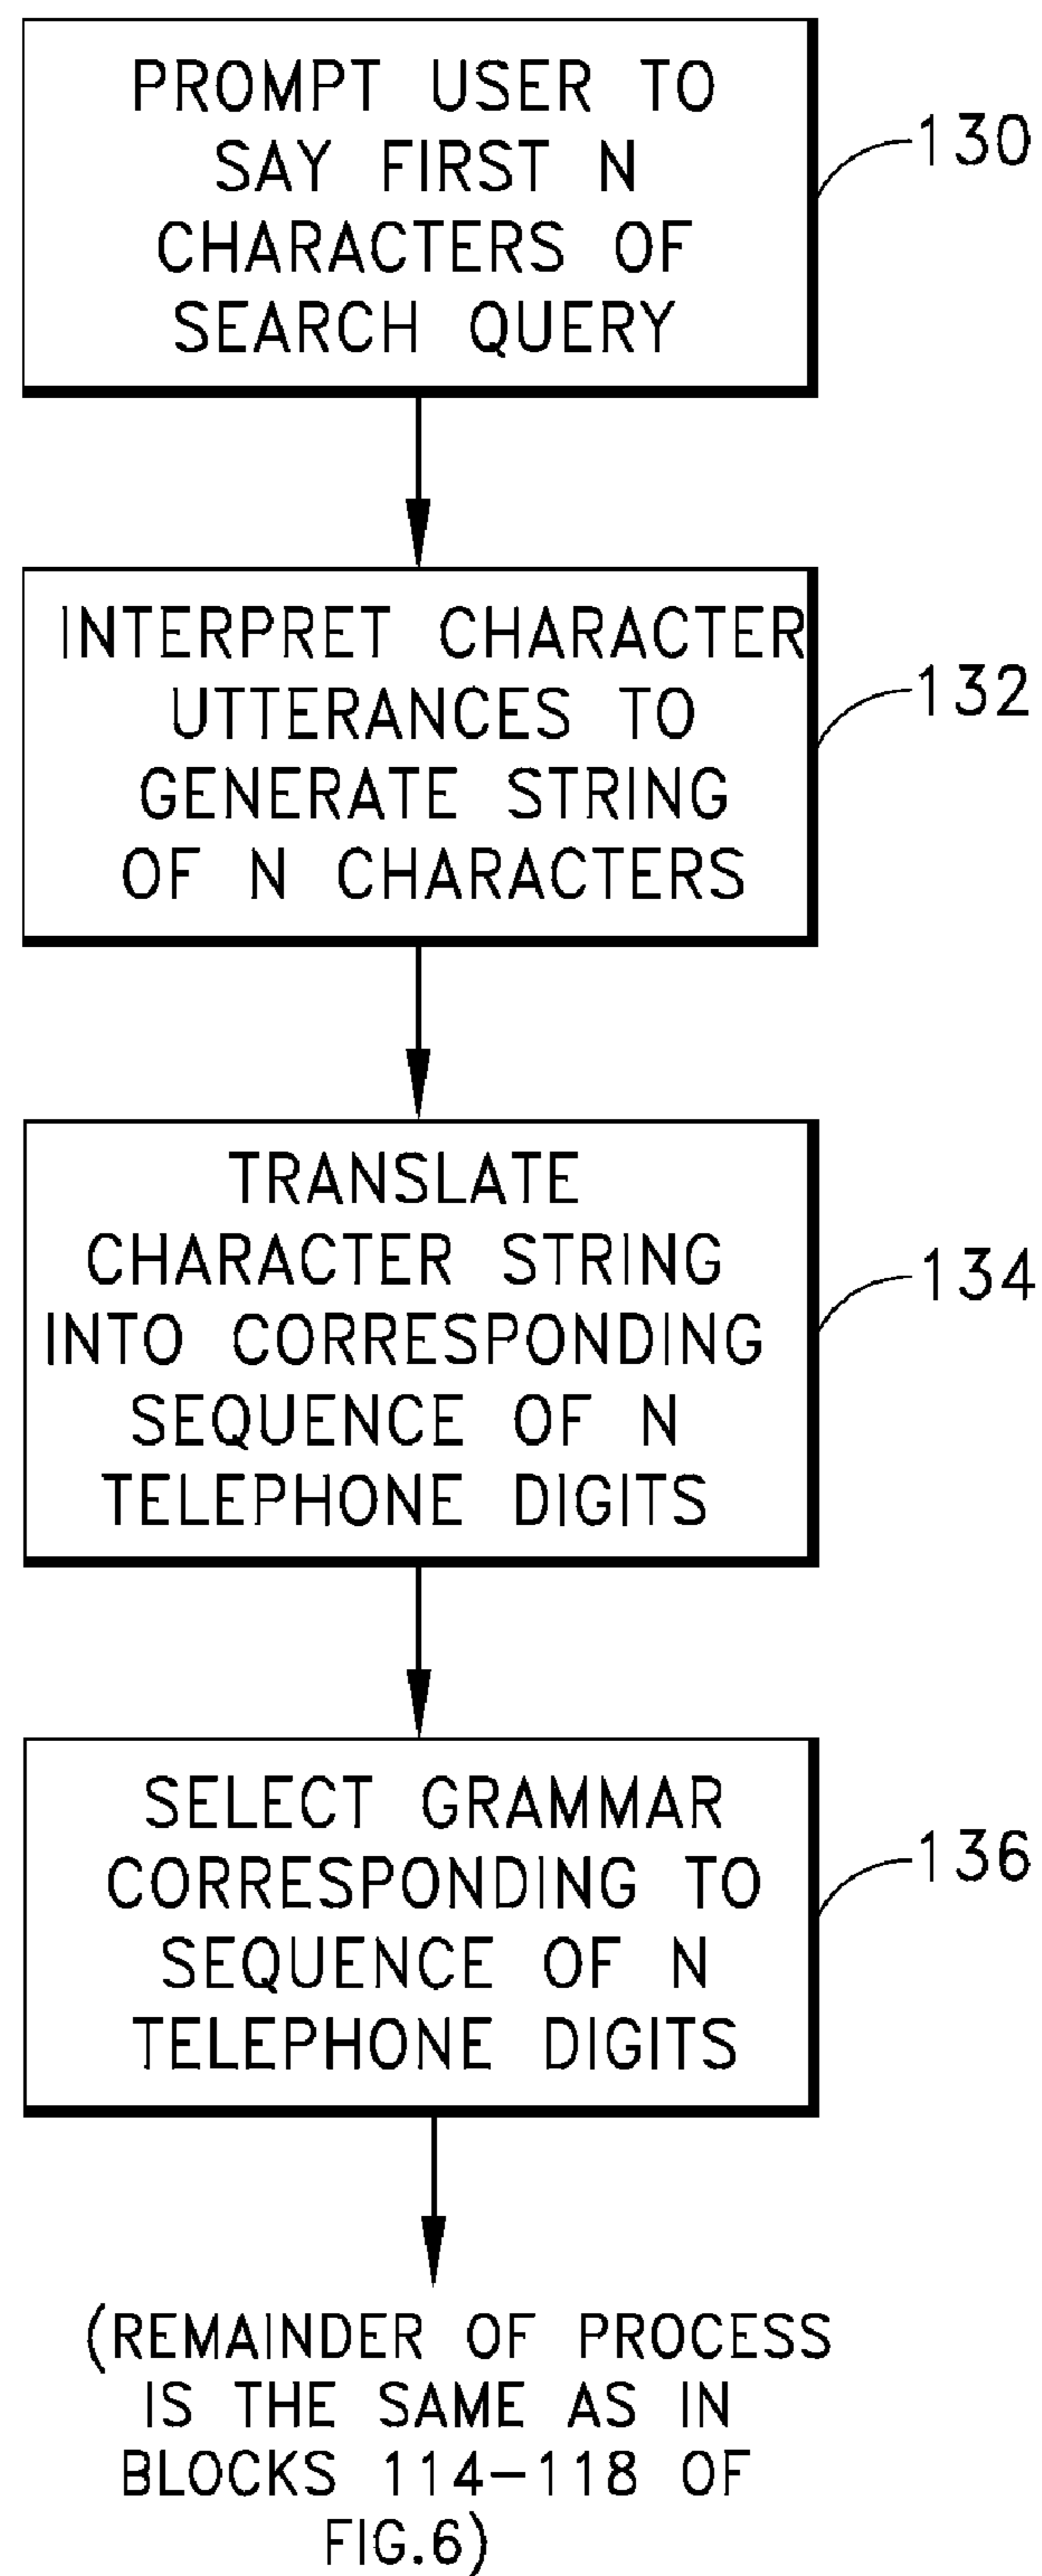 PROMPT USER TO
SAY FIRST N
CHARACTERS OF
SEARCH QUERY
130
INTERPRET CHARACTER
UTTERANCES TO
GENERATE STRING
OF N CHARACTERS
132
TRANSLATE
CHARACTER STRING
INTO CORRESPONDING
SEQUENCE OF N
TELEPHONE DIGITS
134
SELECT GRAMMAR
CORRESPONDING TO
SEQUENCE OF N
TELEPHONE DIGITS
136
(REMAINDER OF PROCESS
IS THE SAME AS IN
BLOCKS 114-118 OF
FIG.6)